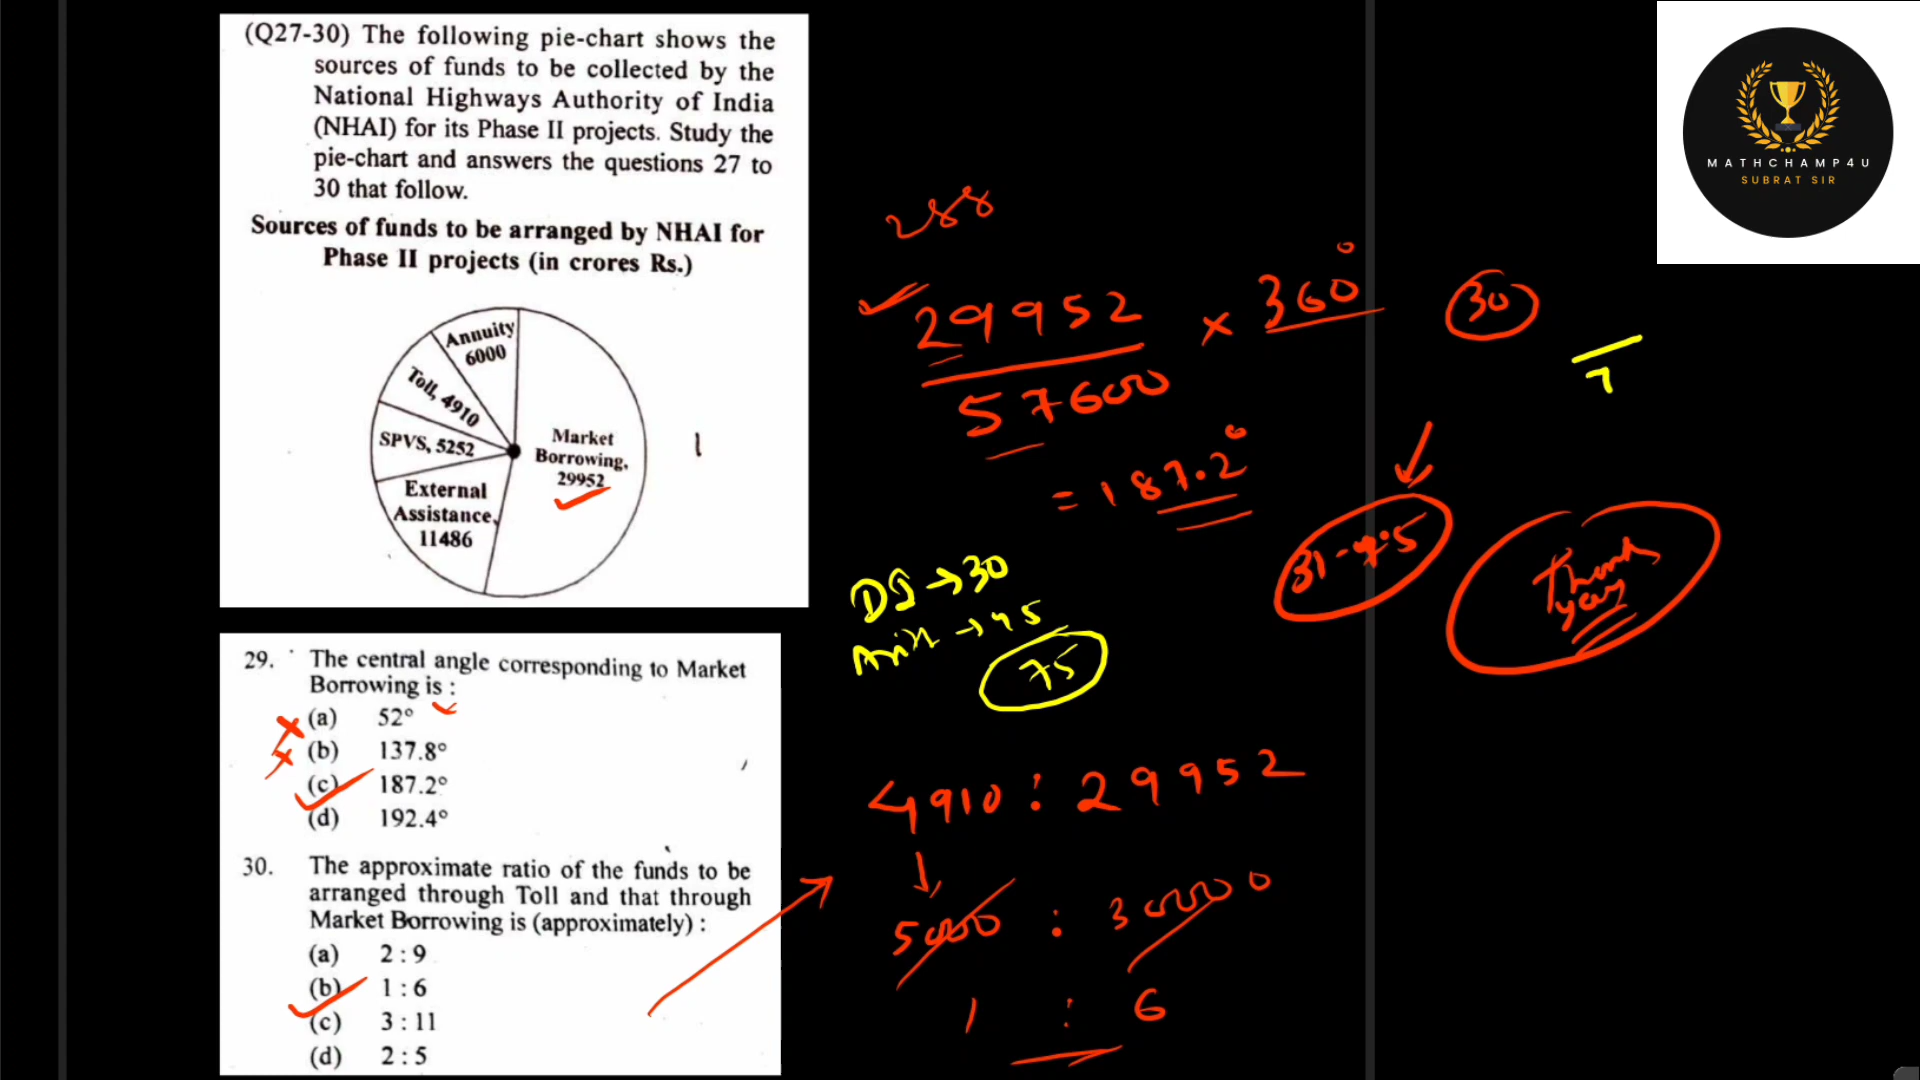 (Q27-30) The following pie-chart shows the
sources of funds to be collected by the
National Highways Authority of India
(NHAI) for its Phase II projects. Study the
pie-chart and answers the questions 27 to
30 that follow.
Sources of funds to be arranged by NHAI for
Phase II projects (in crores Rs.)
Annuity
6000
Toll, 4910
SPVS, 5252
External
Assistance,
11486
Market
Borrowing,
29952
29. The central angle corresponding to Market
Borrowing is :
(a) 52°
(b) 137.8°
(c) 187.2°
(d) 192.4°
30. The approximate ratio of the funds to be
arranged through Toll and that through
Market Borrowing is (approximately) :
(a) 2 : 9
(b) 1 : 6
(c) 3 : 11
(d) 2 : 5
288
29952 × 360°
57600
= 187.2°
30
7
DI → 30
→ 45
75
31-
Thank
you
4910 : 29952
5000 : 30000
1 : 6
MATHCHAMP4U
SUBRAT SIR